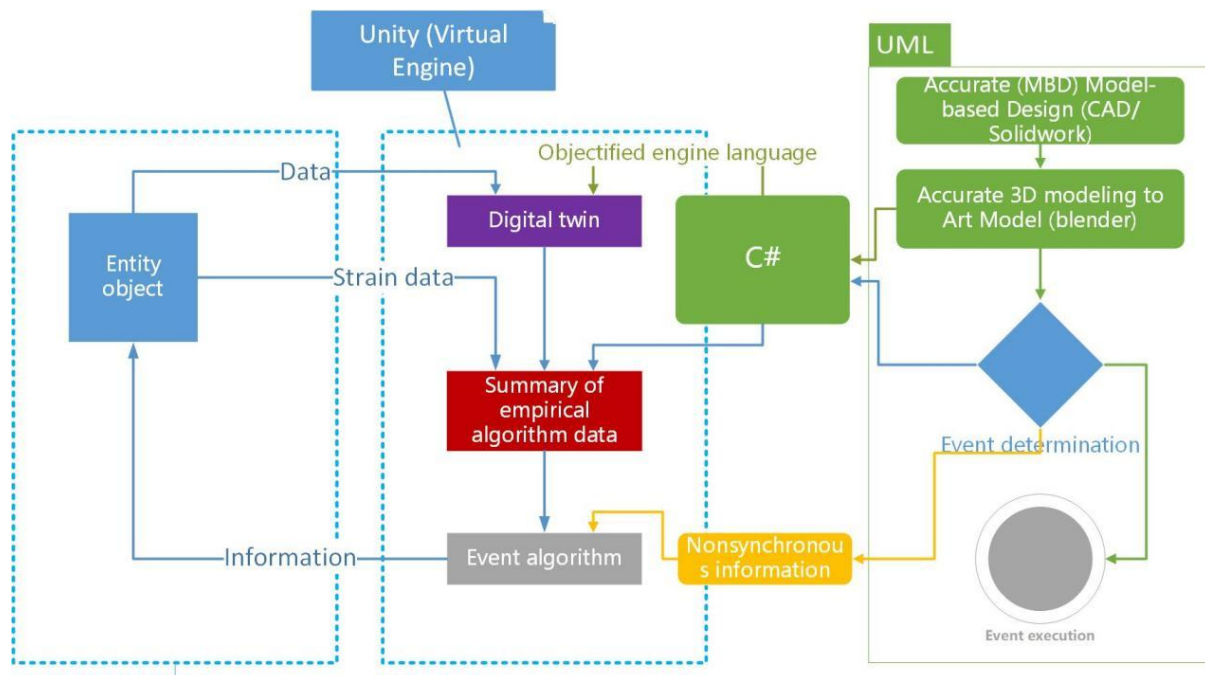 Unity (Virtual
Engine)
UML
Accurate (MBD) Model-
based Design (CAD/
Solidwork)
Objectified engine language
Data
Accurate 3D modeling to
Art Model (blender)
Digital twin
C#
Entity
object
Strain data
Summary of
empirical
algorithm data
Event determination
Information
Event algorithm
Nonsynchronou
s information
Event execution